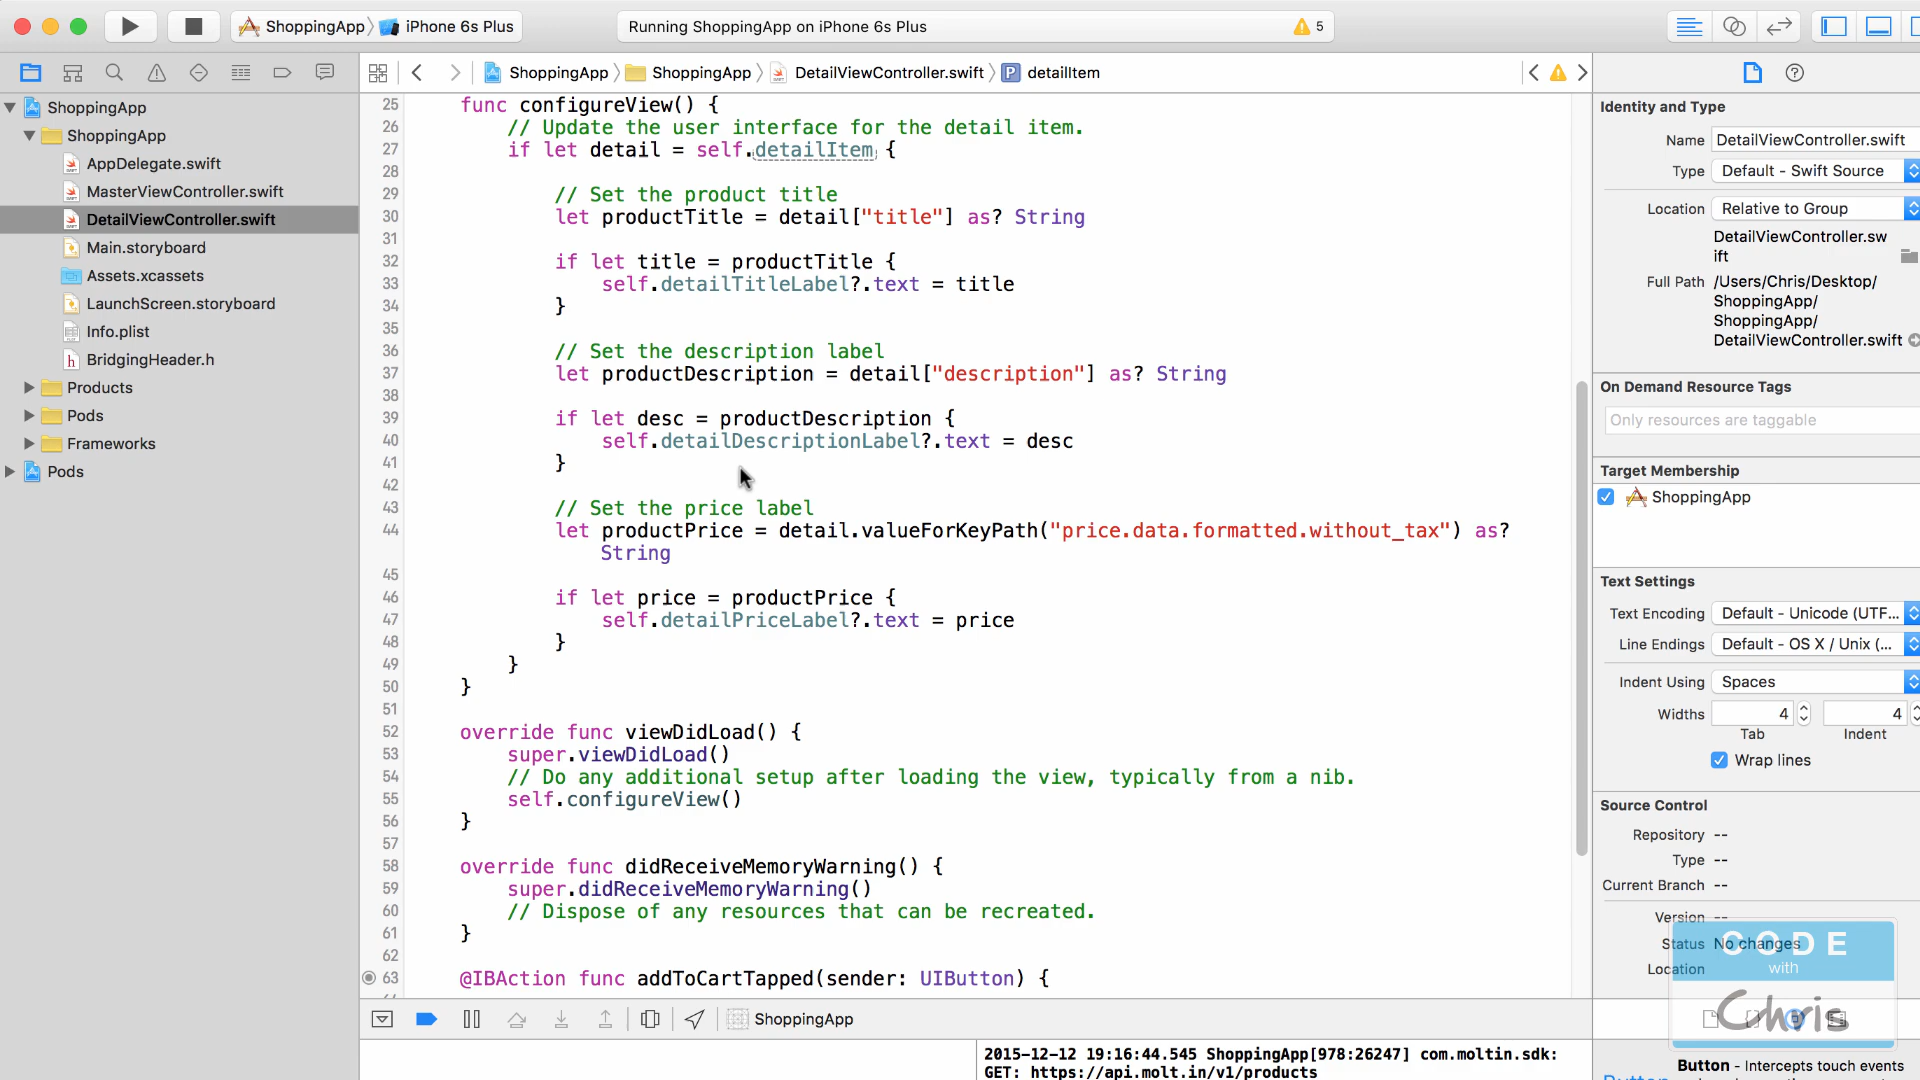 ShoppingApp 〉 iPhone 6s Plus
Running ShoppingApp on iPhone 6s Plus
5
ShoppingApp 〉 ShoppingApp 〉 DetailViewController.swift 〉 P detailItem
ShoppingApp
ShoppingApp
AppDelegate.swift
MasterViewController.swift
DetailViewController.swift
Main.storyboard
Assets.xcassets
LaunchScreen.storyboard
Info.plist
h BridgingHeader.h
Products
Pods
Frameworks
Pods
25 func configureView() {
26 // Update the user interface for the detail item.
27 if let detail = self.detailItem {
28
29 // Set the product title
30 let productTitle = detail["title"] as? String
31
32 if let title = productTitle {
33 self.detailTitleLabel?.text = title
34 }
35
36 // Set the description label
37 let productDescription = detail["description"] as? String
38
39 if let desc = productDescription {
40 self.detailDescriptionLabel?.text = desc
41 }
42
43 // Set the price label
44 let productPrice = detail.valueForKeyPath("price.data.formatted.without_tax") as?
String
45
46 if let price = productPrice {
47 self.detailPriceLabel?.text = price
48 }
49 }
50 }
51
52 override func viewDidLoad() {
53 super.viewDidLoad()
54 // Do any additional setup after loading the view, typically from a nib.
55 self.configureView()
56 }
57
58 override func didReceiveMemoryWarning() {
59 super.didReceiveMemoryWarning()
60 // Dispose of any resources that can be recreated.
61 }
62
63 @IBAction func addToCartTapped(sender: UIButton) {
ShoppingApp
2015-12-12 19:16:44.545 ShoppingApp[978:26247] com.moltin.sdk:
GET: https://api.molt.in/v1/products
Identity and Type
Name DetailViewController.swift
Type Default - Swift Source
Location Relative to Group
DetailViewController.sw
ift
Full Path /Users/Chris/Desktop/
ShoppingApp/
ShoppingApp/
DetailViewController.swift
On Demand Resource Tags
Only resources are taggable
Target Membership
ShoppingApp
Text Settings
Text Encoding Default - Unicode (UTF...
Line Endings Default - OS X / Unix (...
Indent Using Spaces
Widths 4 4
Tab Indent
Wrap lines
Source Control
Repository --
Type --
Current Branch --
Version --
Status No changes
Location
CODE
with
Chris
Button - Intercepts touch events